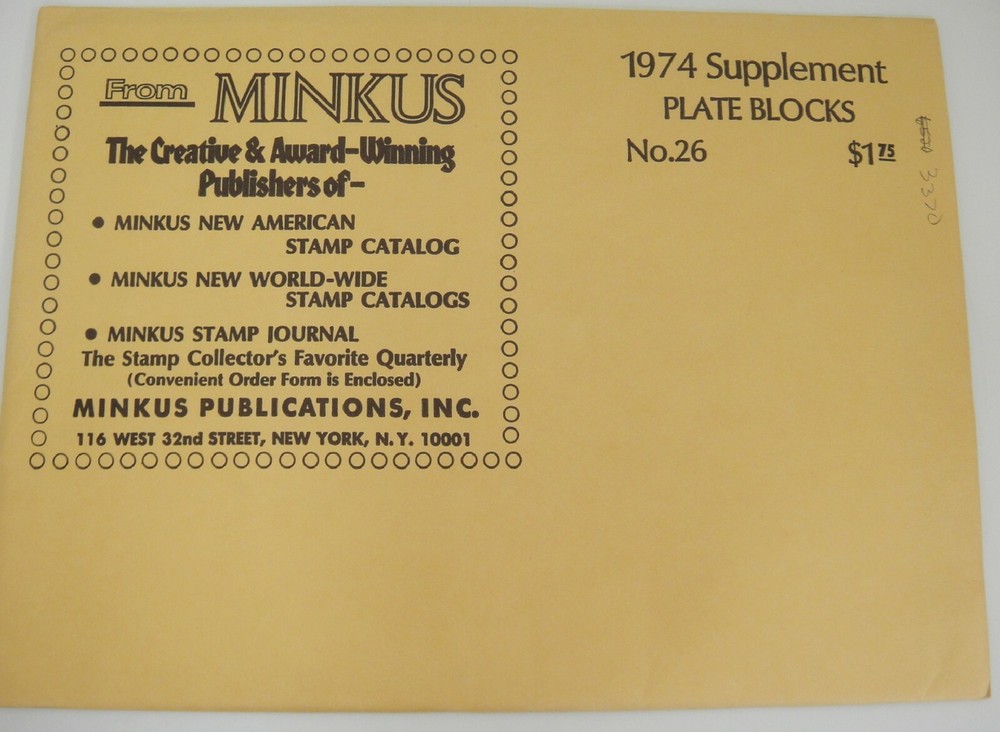 From MINKUS
The Creative & Award-Winning
Publishers of-
• MINKUS NEW AMERICAN
STAMP CATALOG
• MINKUS NEW WORLD-WIDE
STAMP CATALOGS
• MINKUS STAMP JOURNAL
The Stamp Collector's Favorite Quarterly
(Convenient Order Form is Enclosed)
MINKUS PUBLICATIONS, INC.
116 WEST 32nd STREET, NEW YORK, N.Y. 10001
1974 Supplement
PLATE BLOCKS
No.26 $1 75